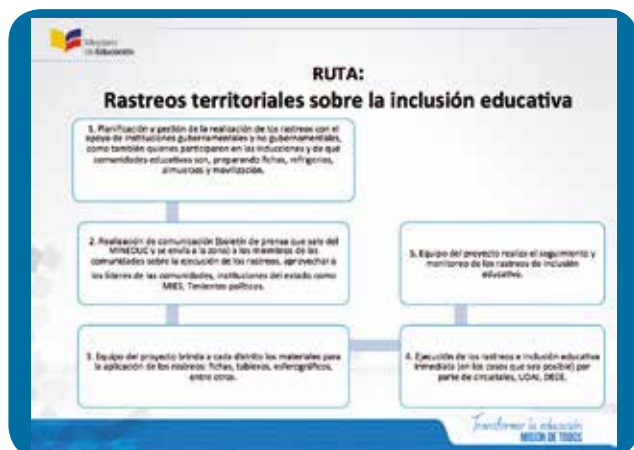 Ministerio
de Educación
RUTA:
Rastreos territoriales sobre la inclusión educativa
1. Planificación y gestión de la realización de los rastreos con el
apoyo de instituciones gubernamentales y no gubernamentales,
como también quienes participaren en las inducciones y de qué
comunidades educativas son, preparando fichas, refrigerios,
almuerzos y movilización.
2. Realización de comunicación (boletín de prensa que sale del
MINEDUC y se envía a la zona) a los miembros de las
comunidades sobre la ejecución de los rastreos, aprovechar a
los líderes de las comunidades, instituciones del estado como
MIES, Tenientes políticos.
3. Equipo del proyecto brinda a cada distrito los materiales para
la aplicación de los rastreos: fichas, tableros, esferográficos,
entre otros.
4. Ejecución de los rastreos e inclusión educativa
inmediata (en los casos que sea posible) por
parte de circuitales, UDAI, DECE.
5. Equipo del proyecto realiza el seguimiento y
monitoreo de los rastreos de inclusión
educativa.
Transformar la educación
MISIÓN DE TODOS